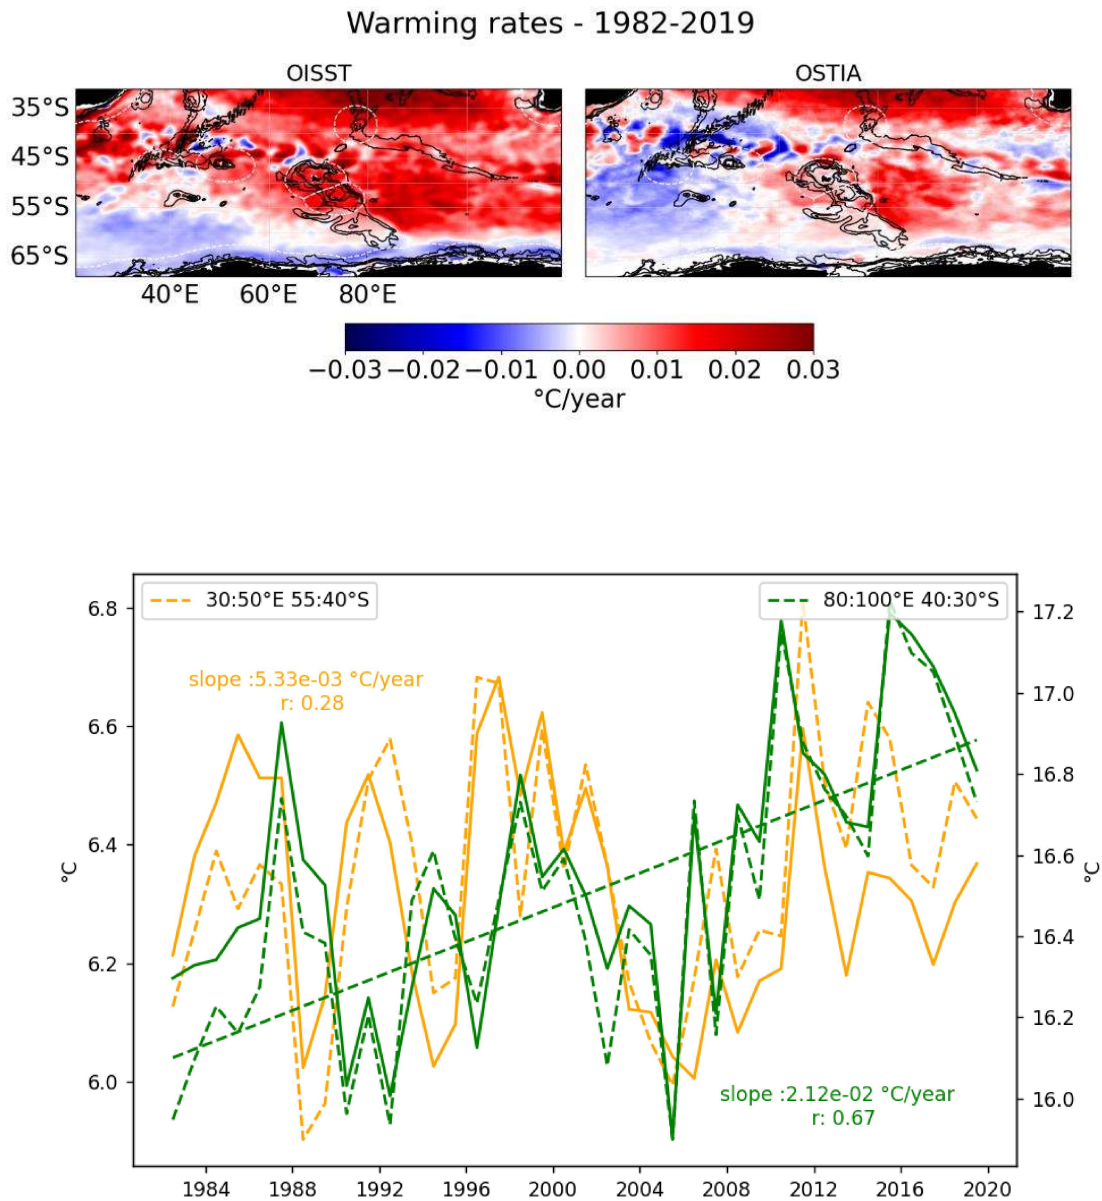 Warming rates - 1982-2019
OISST
OSTIA
35°S
45°S
55°S
65°S
40°E 60°E 80°E
−0.03 −0.02 −0.01 0.00 0.01 0.02 0.03
°C/year
30:50°E 55:40°S
80:100°E 40:30°S
slope :5.33e-03 °C/year
r: 0.28
6.8
6.6
6.4
6.2
6.0
°C
17.2
17.0
16.8
16.6
16.4
16.2
16.0
°C
slope :2.12e-02 °C/year
r: 0.67
1984 1988 1992 1996 2000 2004 2008 2012 2016 2020